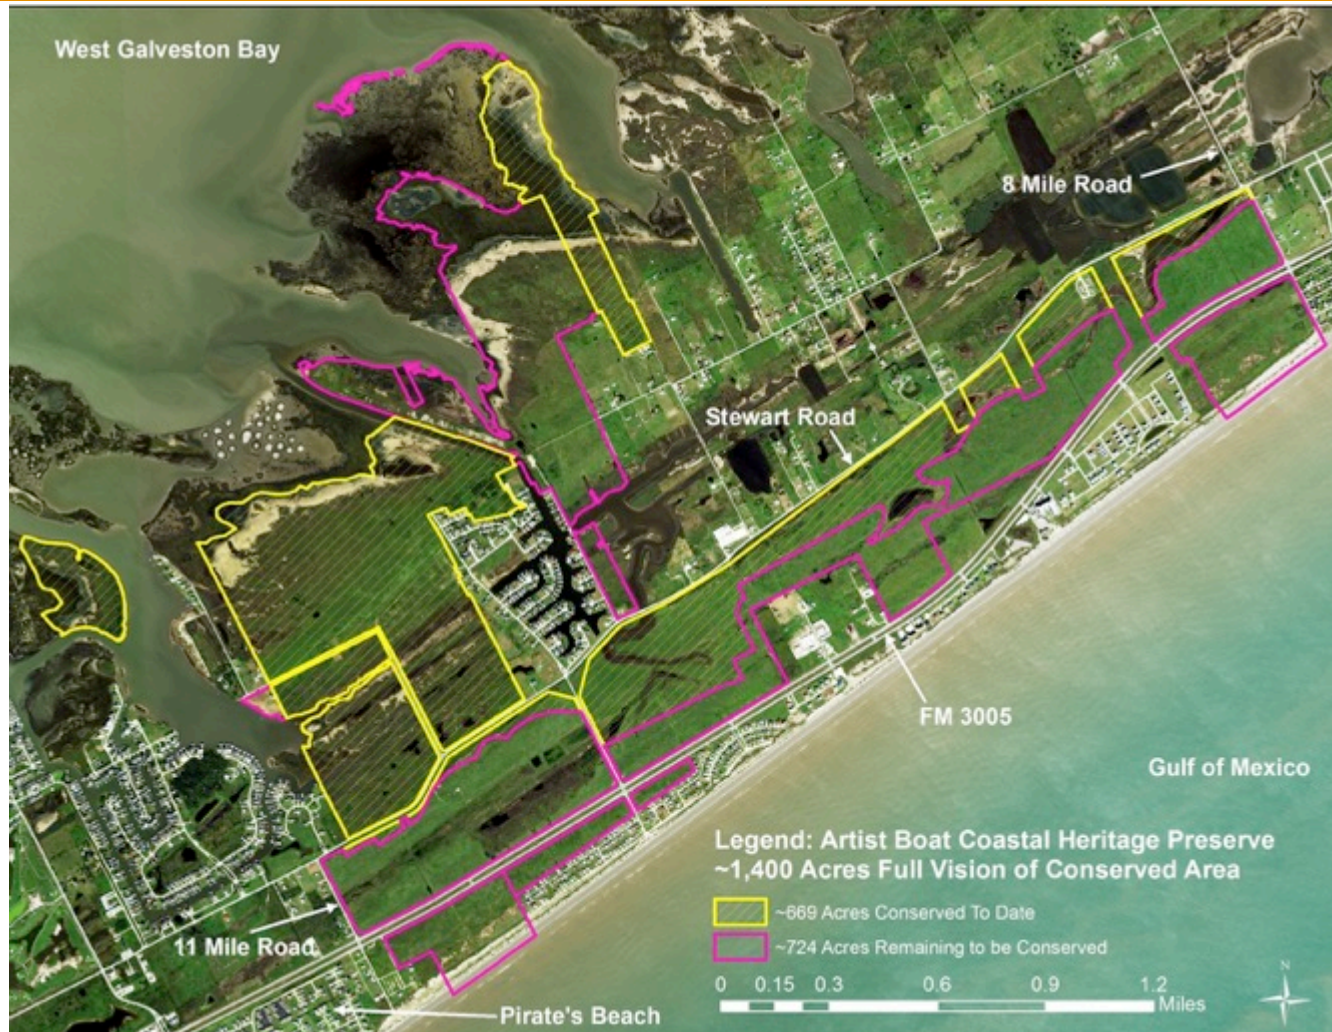 West Galveston Bay
8 Mile Road
Stewart Road
FM 3005
Gulf of Mexico
Legend: Artist Boat Coastal Heritage Preserve
~1,400 Acres Full Vision of Conserved Area
~669 Acres Conserved To Date
~724 Acres Remaining to be Conserved
11 Mile Road
0 0.15 0.3 0.6 0.9 1.2
Miles
N
Pirate's Beach